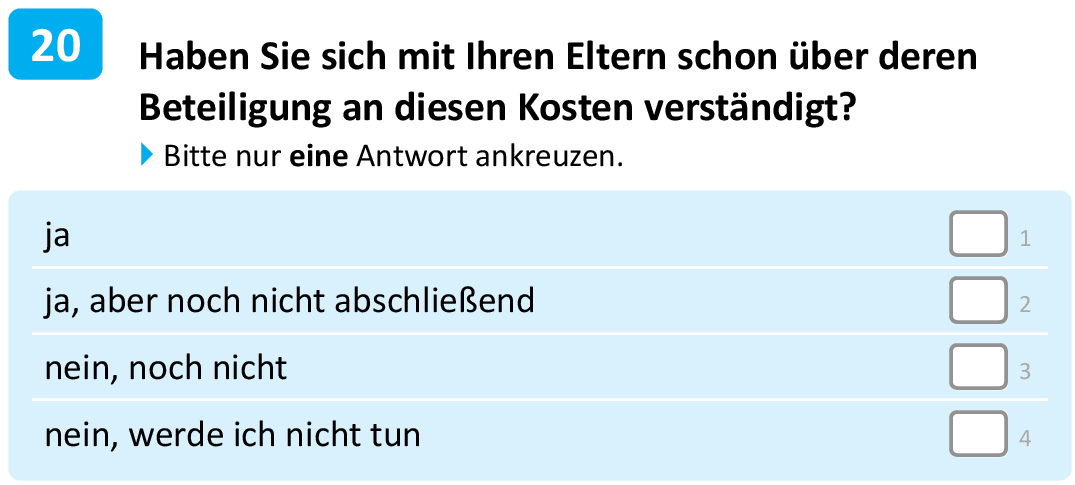 20
Haben Sie sich mit Ihren Eltern schon über deren
Beteiligung an diesen Kosten verständigt?
Bitte nur eine Antwort ankreuzen.
ja 1
ja, aber noch nicht abschließend 2
nein, noch nicht 3
nein, werde ich nicht tun 4